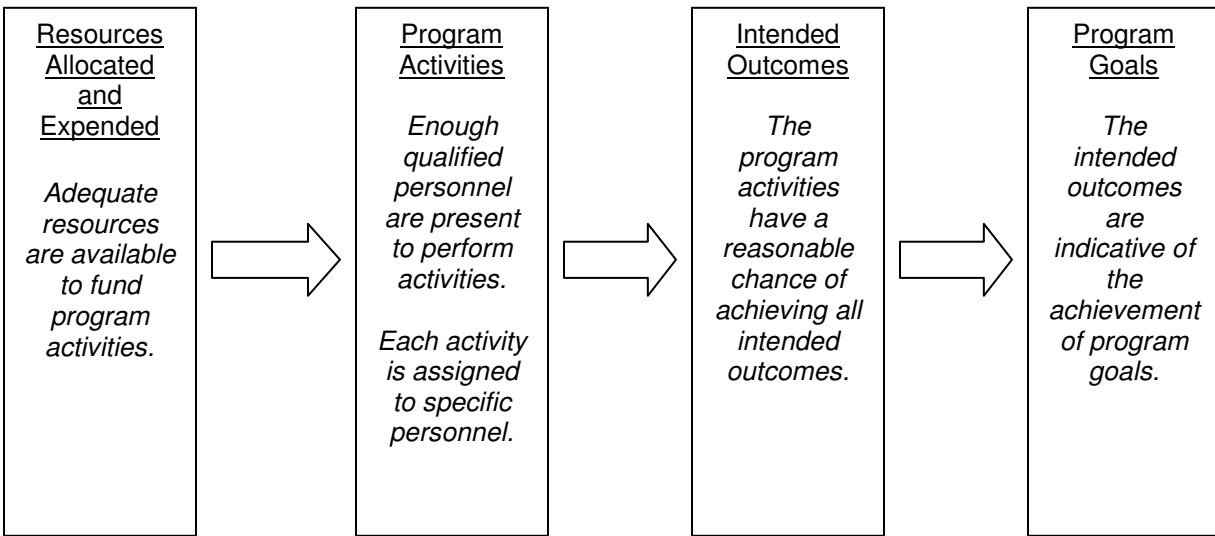 Resources
Allocated
and
Expended
Adequate
resources
are available
to fund
program
activities.
Program
Activities
Enough
qualified
personnel
are present
to perform
activities.
Each activity
is assigned
to specific
personnel.
Intended
Outcomes
The
program
activities
have a
reasonable
chance of
achieving all
intended
outcomes.
Program
Goals
The
intended
outcomes
are
indicative of
the
achievement
of program
goals.